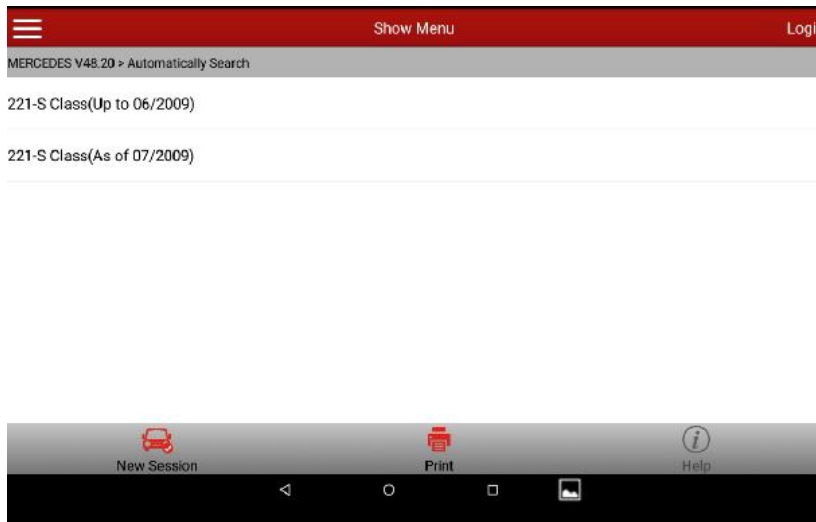 Show Menu
Logi
MERCEDES V48.20 > Automatically Search
221-S Class(Up to 06/2009)
221-S Class(As of 07/2009)
New Session
Print
Help